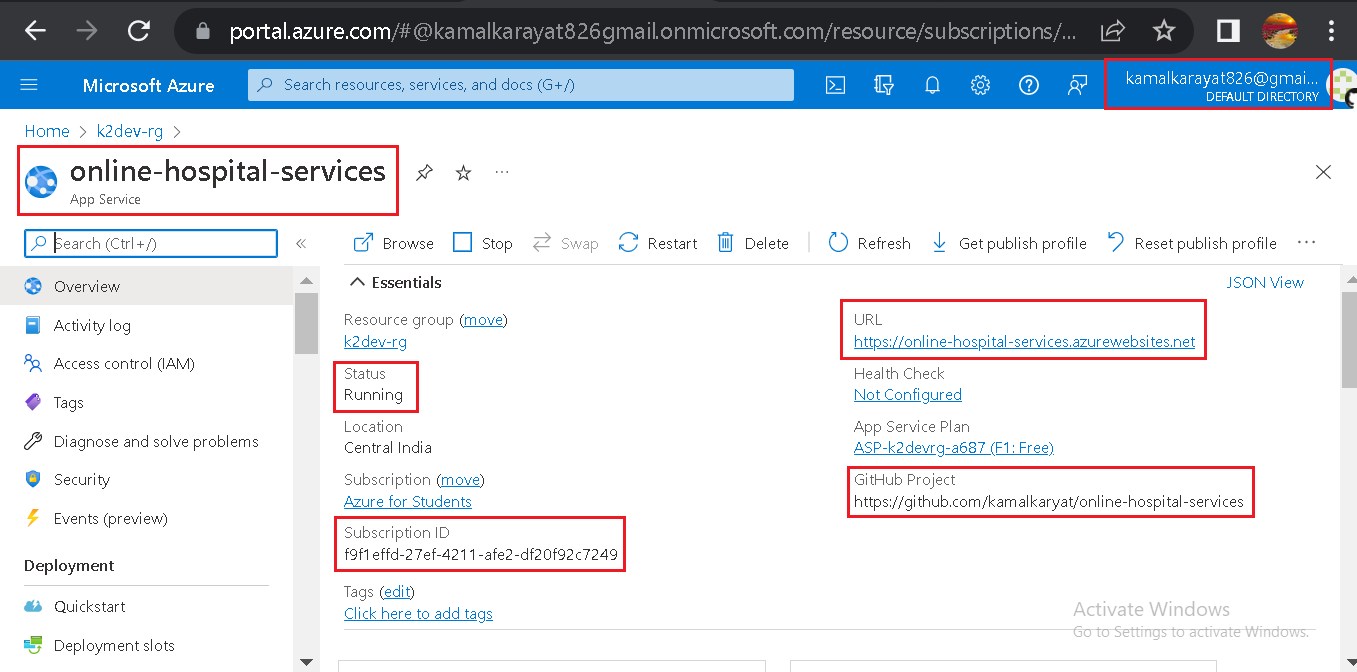 portal.azure.com/#@kamalkarayat826gmail.onmicrosoft.com/resource/subscriptions/...
Microsoft Azure
Search resources, services, and docs (G+/)
kamalkarayat826@gmai...
DEFAULT DIRECTORY
Home > k2dev-rg >
online-hospital-services
App Service
Search (Ctrl+/)
Browse Stop Swap Restart Delete Refresh Get publish profile Reset publish profile ...
Overview
Activity log
Access control (IAM)
Tags
Diagnose and solve problems
Security
Events (preview)
Deployment
Quickstart
Deployment slots
Essentials
JSON View
Resource group (move)
k2dev-rg
Status
Running
Location
Central India
Subscription (move)
Azure for Students
Subscription ID
f9f1effd-27ef-4211-afe2-df20f92c7249
Tags (edit)
Click here to add tags
URL
https://online-hospital-services.azurewebsites.net
Health Check
Not Configured
App Service Plan
ASP-k2devrg-a687 (F1: Free)
GitHub Project
https://github.com/kamalkaryat/online-hospital-services
Activate Windows
Go to Settings to activate Windows.